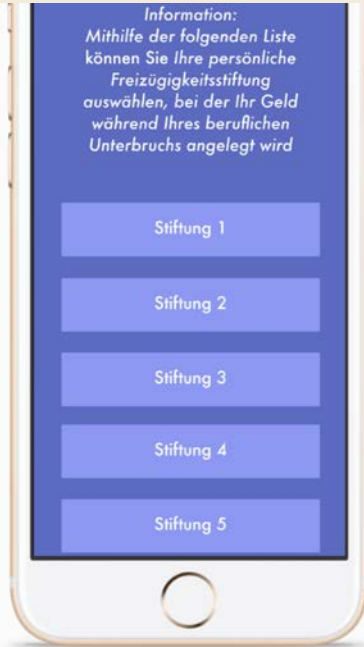 Information:
Mithilfe der folgenden Liste
können Sie Ihre persönliche
Freizügigkeitsstiftung
auswählen, bei der Ihr Geld
während Ihres beruflichen
Unterbruchs angelegt wird
Stiftung 1
Stiftung 2
Stiftung 3
Stiftung 4
Stiftung 5